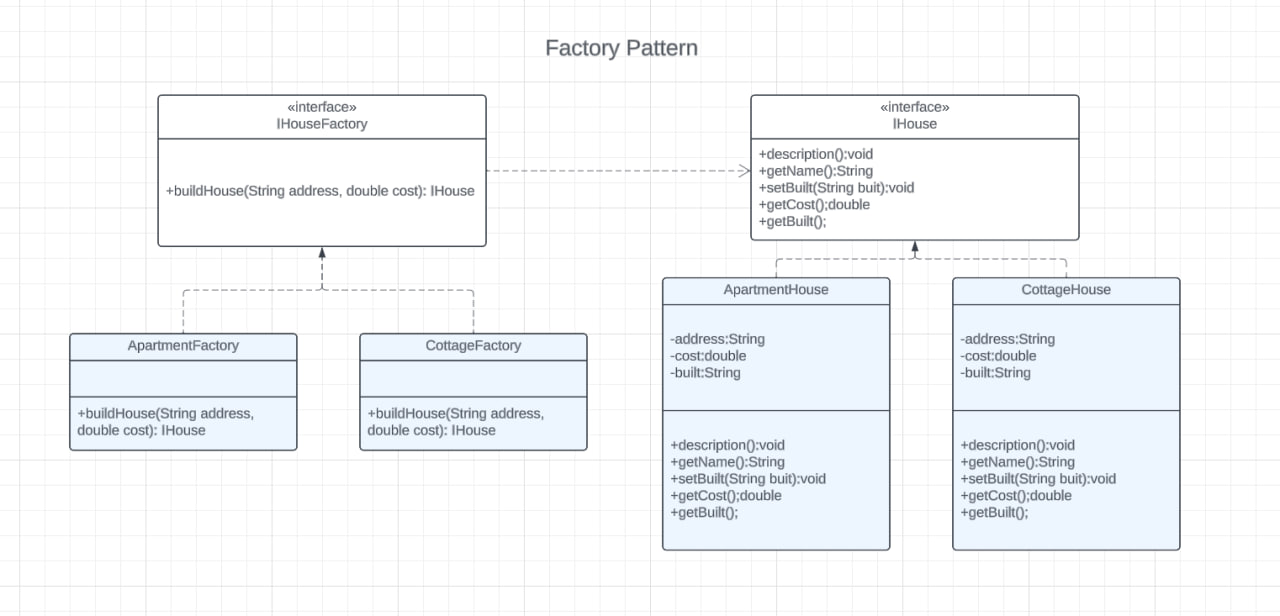 Factory Pattern
«interface»
IHouseFactory
+buildHouse(String address, double cost): IHouse
«interface»
IHouse
+description():void
+getName():String
+setBuilt(String buit):void
+getCost();double
+getBuilt();
ApartmentFactory
+buildHouse(String address,
double cost): IHouse
CottageFactory
+buildHouse(String address,
double cost): IHouse
ApartmentHouse
-address:String
-cost:double
-built:String
+description():void
+getName():String
+setBuilt(String buit):void
+getCost();double
+getBuilt();
CottageHouse
-address:String
-cost:double
-built:String
+description():void
+getName():String
+setBuilt(String buit):void
+getCost();double
+getBuilt();